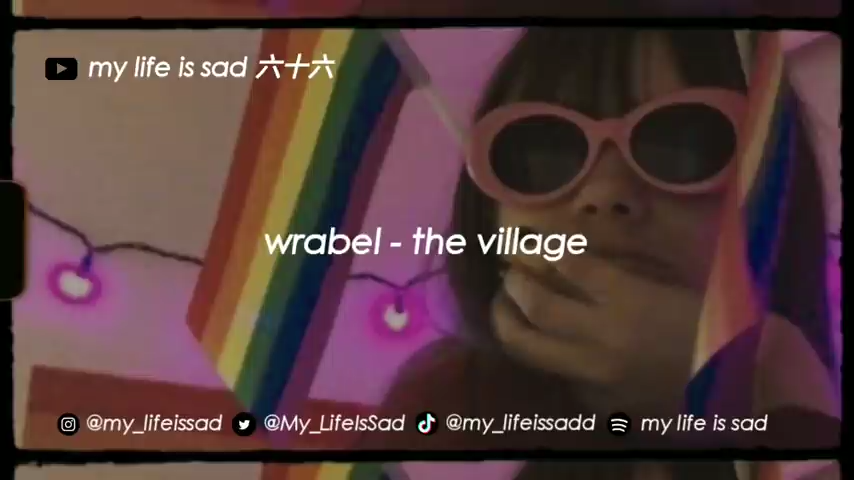 my life is sad 六十六
wrabel - the village
@my_lifeissad @My_LifeIsSad @my_lifeissadd my life is sad